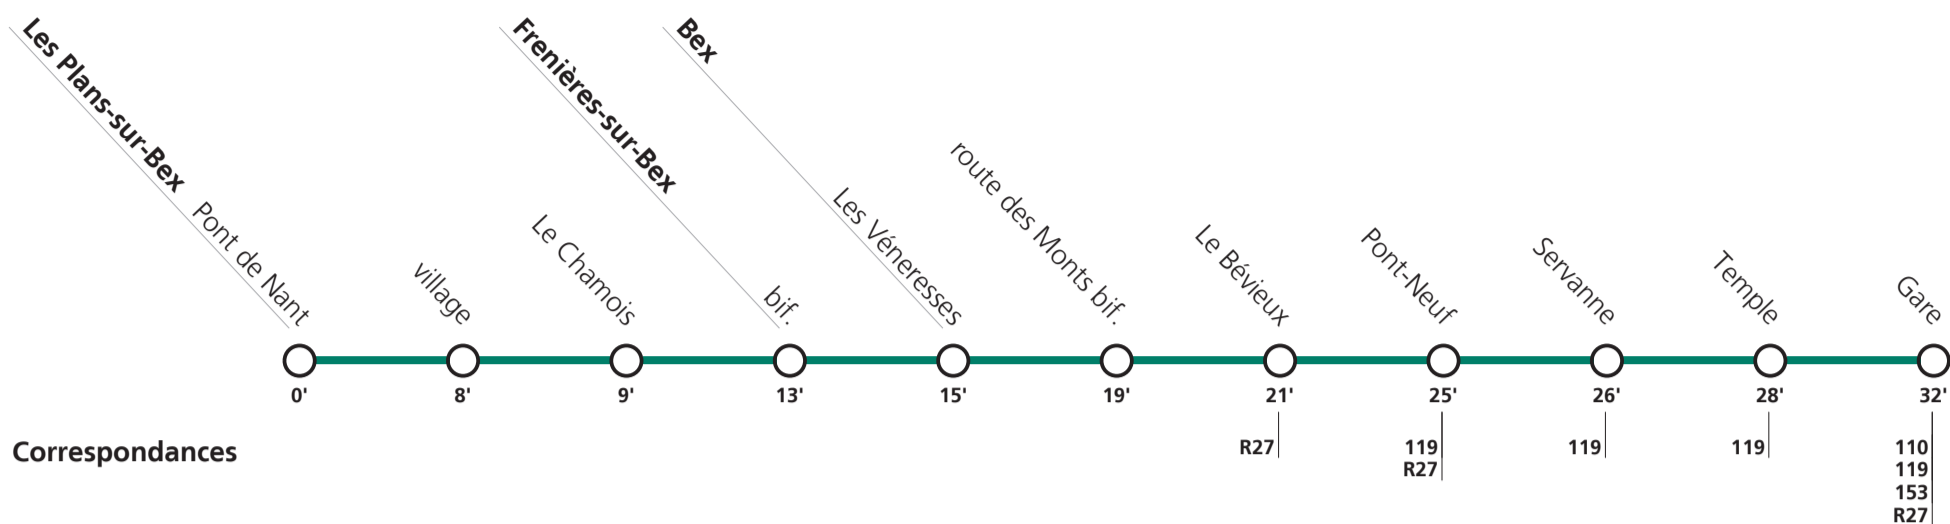 Les Plans-sur-Bex Pont de Nant
village
Le Chamois
Frenières-sur-Bex bif.
Bex Les Véneresses
route des Monts bif.
Le Bévieux
Pont-Neuf
Servanne
Temple
Gare
0' 8' 9' 13' 15' 19' 21' 25' 26' 28' 32'
Correspondances R27 119 119 119 110
R27 119
153
R27